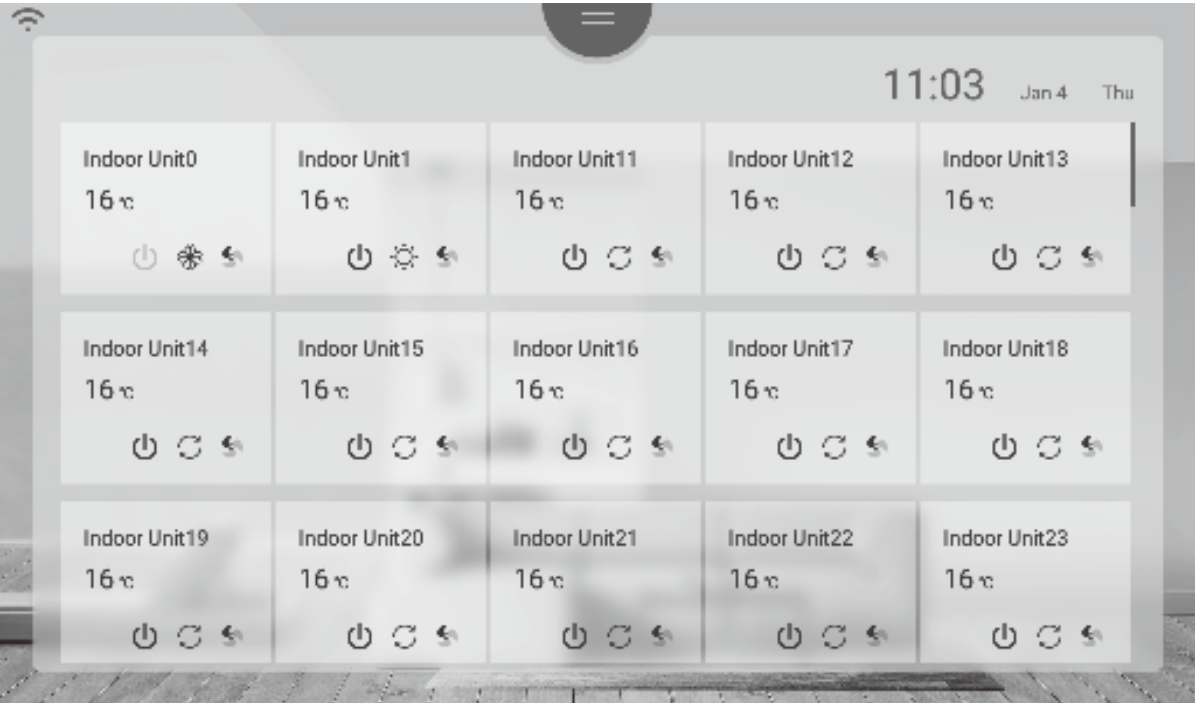 11:03 Jan 4 Thu
Indoor Unit0 Indoor Unit1 Indoor Unit11 Indoor Unit12 Indoor Unit13
16℃ 16℃ 16℃ 16℃ 16℃
Indoor Unit14 Indoor Unit15 Indoor Unit16 Indoor Unit17 Indoor Unit18
16℃ 16℃ 16℃ 16℃ 16℃
Indoor Unit19 Indoor Unit20 Indoor Unit21 Indoor Unit22 Indoor Unit23
16℃ 16℃ 16℃ 16℃ 16℃